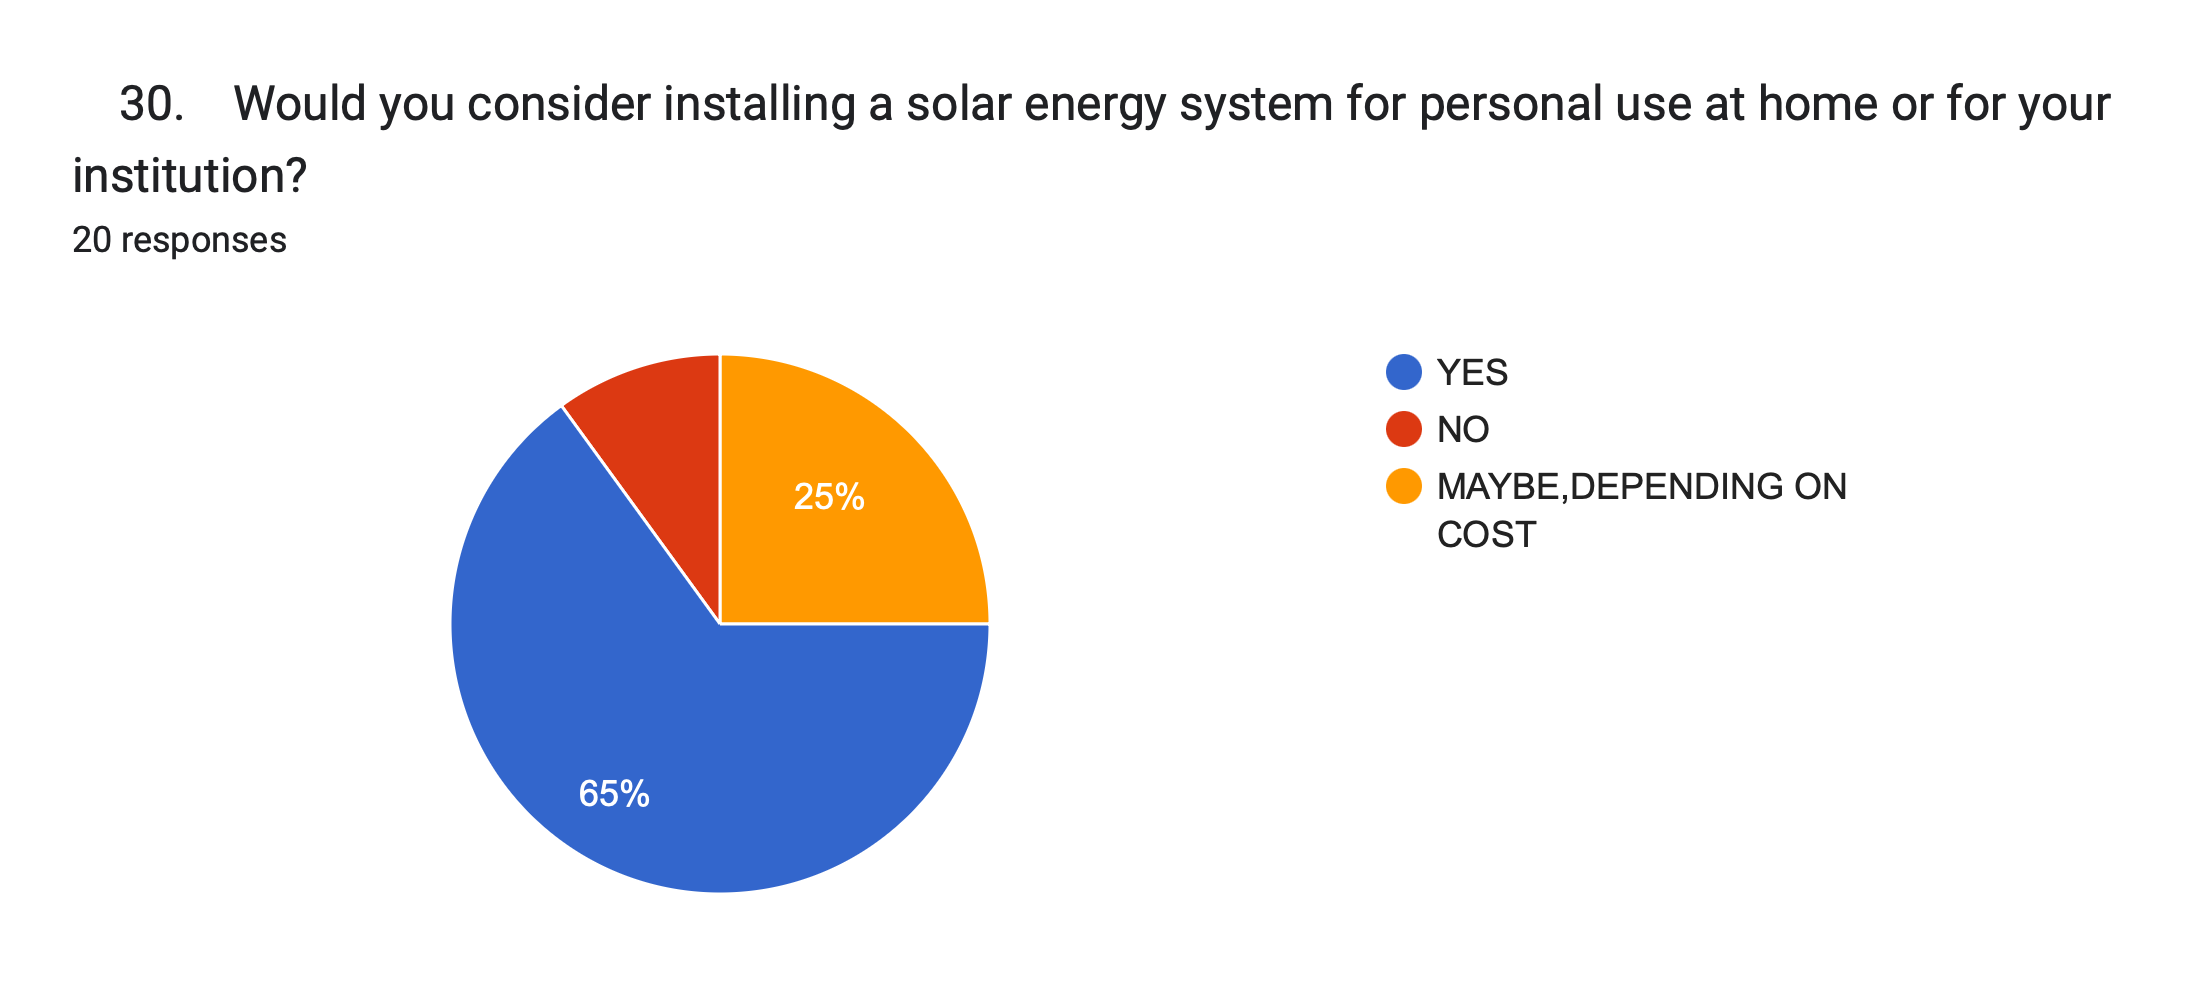 30. Would you consider installing a solar energy system for personal use at home or for your
institution?
20 responses
25%
65%
YES
NO
MAYBE,DEPENDING ON
COST